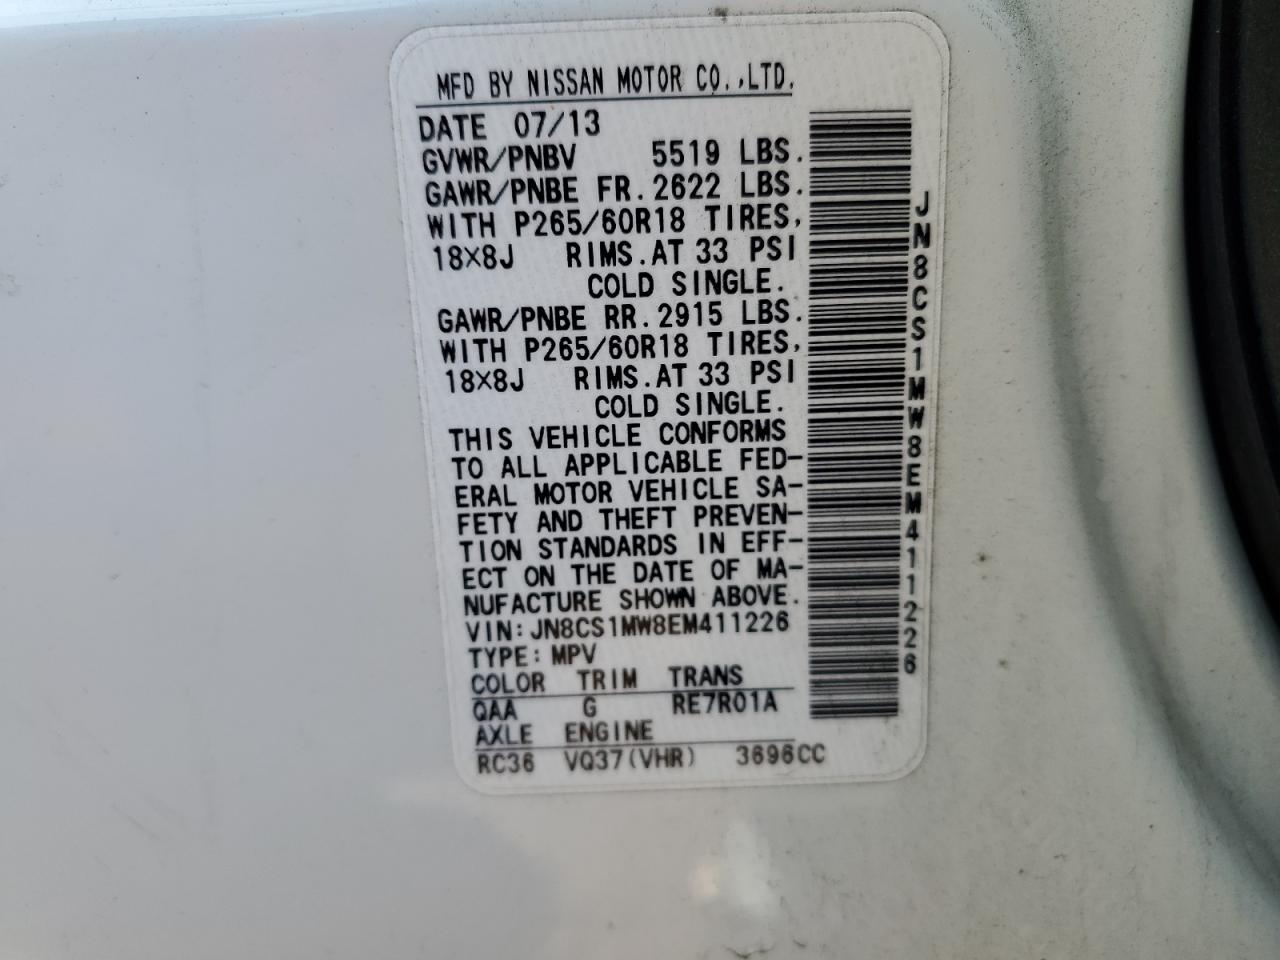 MFD BY NISSAN MOTOR CO.,LTD.
DATE 07/13
GVWR/PNBV 5519 LBS.
GAWR/PNBE FR. 2622 LBS.
WITH P265/60R18 TIRES,
18×8J RIMS. AT 33 PSI
COLD SINGLE.
GAWR/PNBE RR. 2915 LBS.
WITH P265/60R18 TIRES,
18×8J RIMS. AT 33 PSI
COLD SINGLE.
THIS VEHICLE CONFORMS
TO ALL APPLICABLE FED-
ERAL MOTOR VEHICLE SA-
FETY AND THEFT PREVEN-
TION STANDARDS IN EFF-
ECT ON THE DATE OF MA-
NUFACTURE SHOWN ABOVE.
VIN: JN8CS1MW8EM411226
TYPE: MPV
COLOR TRIM TRANS
QAA G RE7R01A
AXLE ENGINE
RC36 VQ37(VHR) 3696CC
JN8CS1MW8EM411226